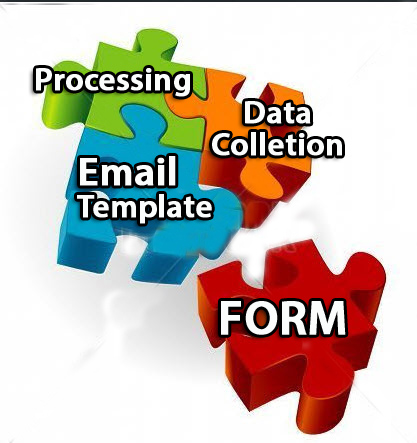 Processing
Data
Colletion
Email
Template
FORM